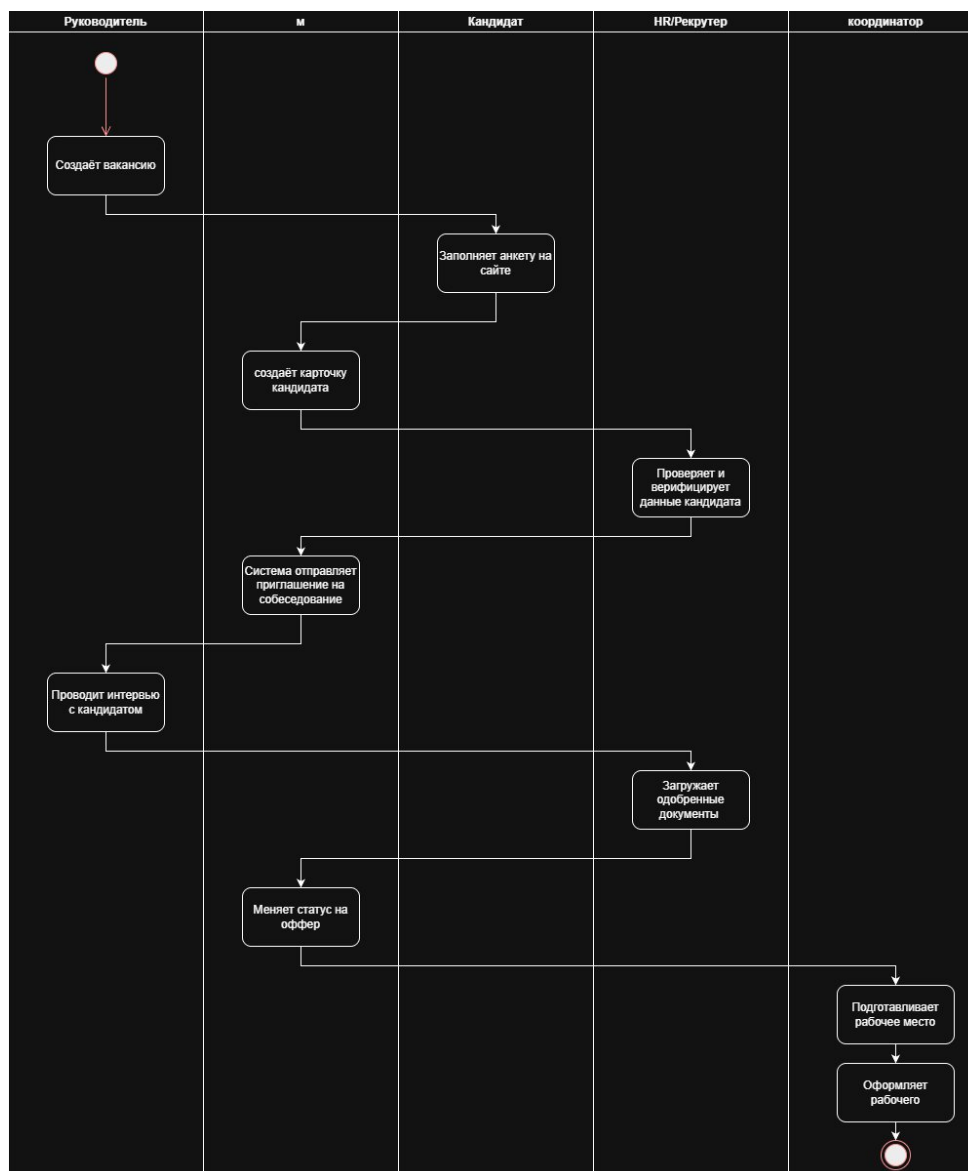 Руководитель
м
Кандидат
HR/Рекрутер
координатор
Создаёт вакансию
Заполняет анкету на
сайте
создаёт карточку
кандидата
Проверяет и
верифицирует
данные кандидата
Система отправляет
приглашение на
собеседование
Проводит интервью
с кандидатом
Загружает
одобренные
документы
Меняет статус на
оффер
Подготавливает
рабочее место
Оформляет
рабочего